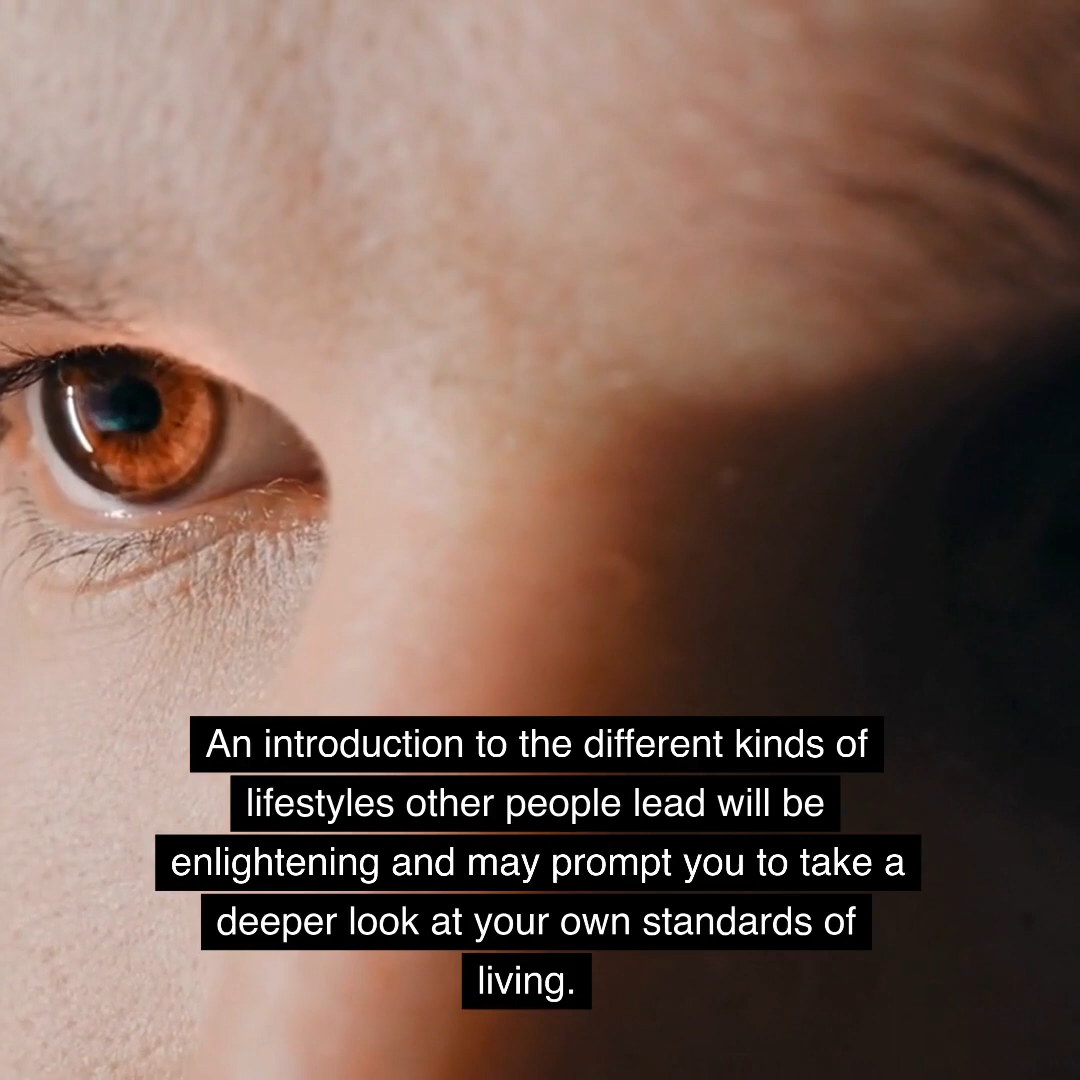 An introduction to the different kinds of
lifestyles other people lead will be
enlightening and may prompt you to take a
deeper look at your own standards of
living.